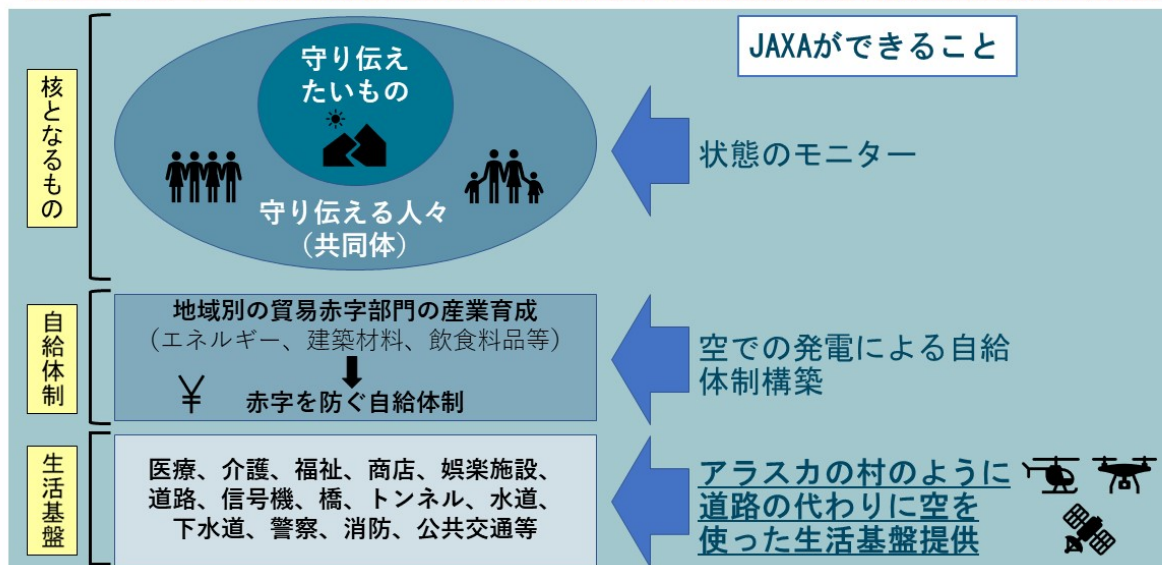 JAXAができること
核となるもの
守り伝え
たいもの
守り伝える人々
（共同体）
状態のモニター
自給体制
地域別の貿易赤字部門の産業育成
（エネルギー、建築材料、飲食料品等）
¥
赤字を防ぐ自給体制
空での発電による自給
体制構築
生活基盤
医療、介護、福祉、商店、娯楽施設、
道路、信号機、橋、トンネル、水道、
下水道、警察、消防、公共交通等
アラスカの村のように
道路の代わりに空を
使った生活基盤提供